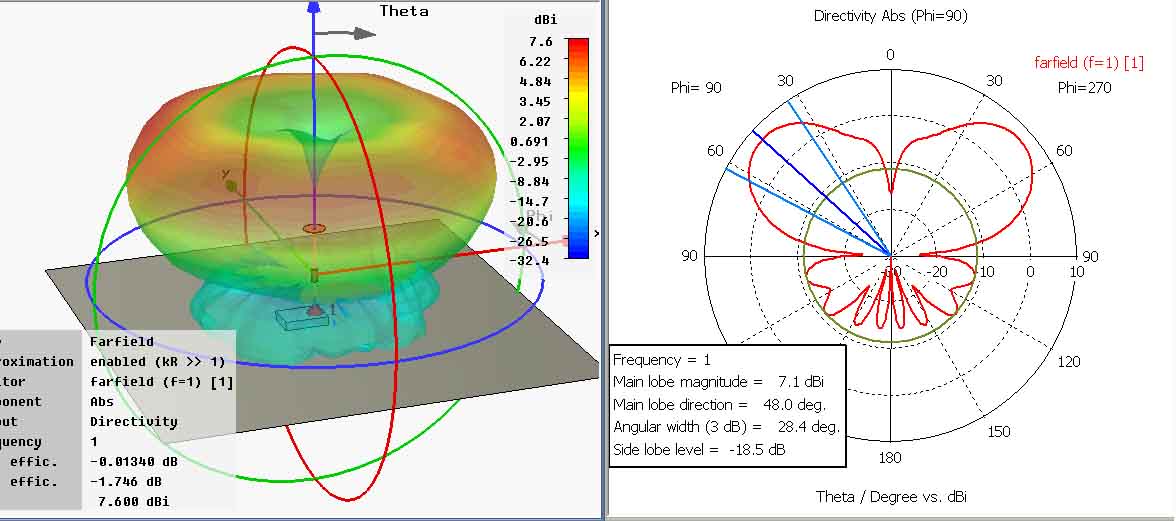 Theta
dBi
7.6
6.22
4.84
3.45
2.07
0.691
-2.95
-8.84
-14.7
-20.6
-26.5
-32.4
y
Phi
1
Farfield
roximation enabled (kR >> 1)
tor farfield (f=1) [1]
ponent Abs
ut Directivity
quency 1
effic. -0.01340 dB
effic. -1.746 dB
7.600 dBi
Directivity Abs (Phi=90)
farfield (f=1) [1]
Phi= 90
Phi=270
0
30
30
60
60
90
90
-20
10
0
10
120
150
180
Frequency = 1
Main lobe magnitude = 7.1 dBi
Main lobe direction = 48.0 deg.
Angular width (3 dB) = 28.4 deg.
Side lobe level = -18.5 dB
Theta / Degree vs. dBi